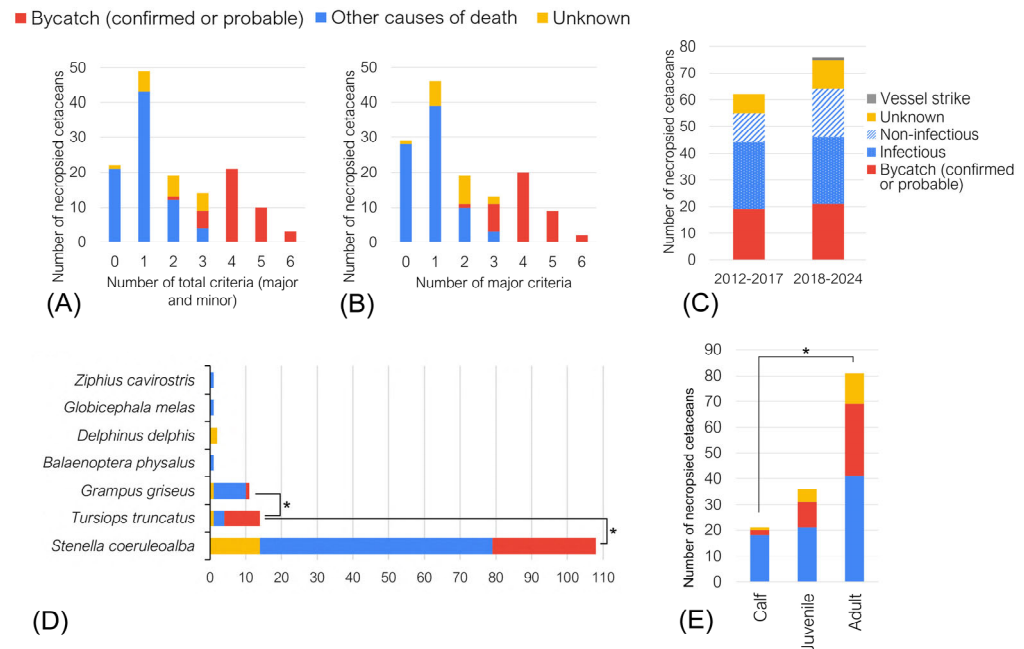 Bycatch (confirmed or probable) Other causes of death Unknown
Number of necropsied cetaceans
50
40
30
20
10
0
0 1 2 3 4 5 6
Number of total criteria (major
and minor)
(A)
Number of necropsied cetaceans
50
40
30
20
10
0
0 1 2 3 4 5 6
Number of major criteria
(B)
Number of necropsied cetaceans
80
70
60
50
40
30
20
10
0
2012-2017 2018-2024
Vessel strike
Unknown
Non-infectious
Infectious
Bycatch (confirmed
or probable)
(C)
Ziphius cavirostris
Globicephala melas
Delphinus delphis
Balaenoptera physalus
Grampus griseus
Tursiops truncatus
Stenella coeruleoalba
*
*
0 10 20 30 40 50 60 70 80 90 100 110
(D)
Number of necropsied cetaceans
90
80
70
60
50
40
30
20
10
0
*
Calf Juvenile Adult
(E)